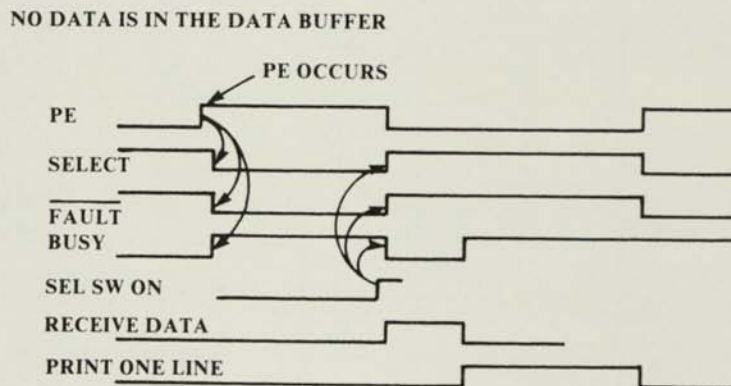 NO DATA IS IN THE DATA BUFFER
PE OCCURS
PE
SELECT
FAULT
BUSY
SEL SW ON
RECEIVE DATA
PRINT ONE LINE